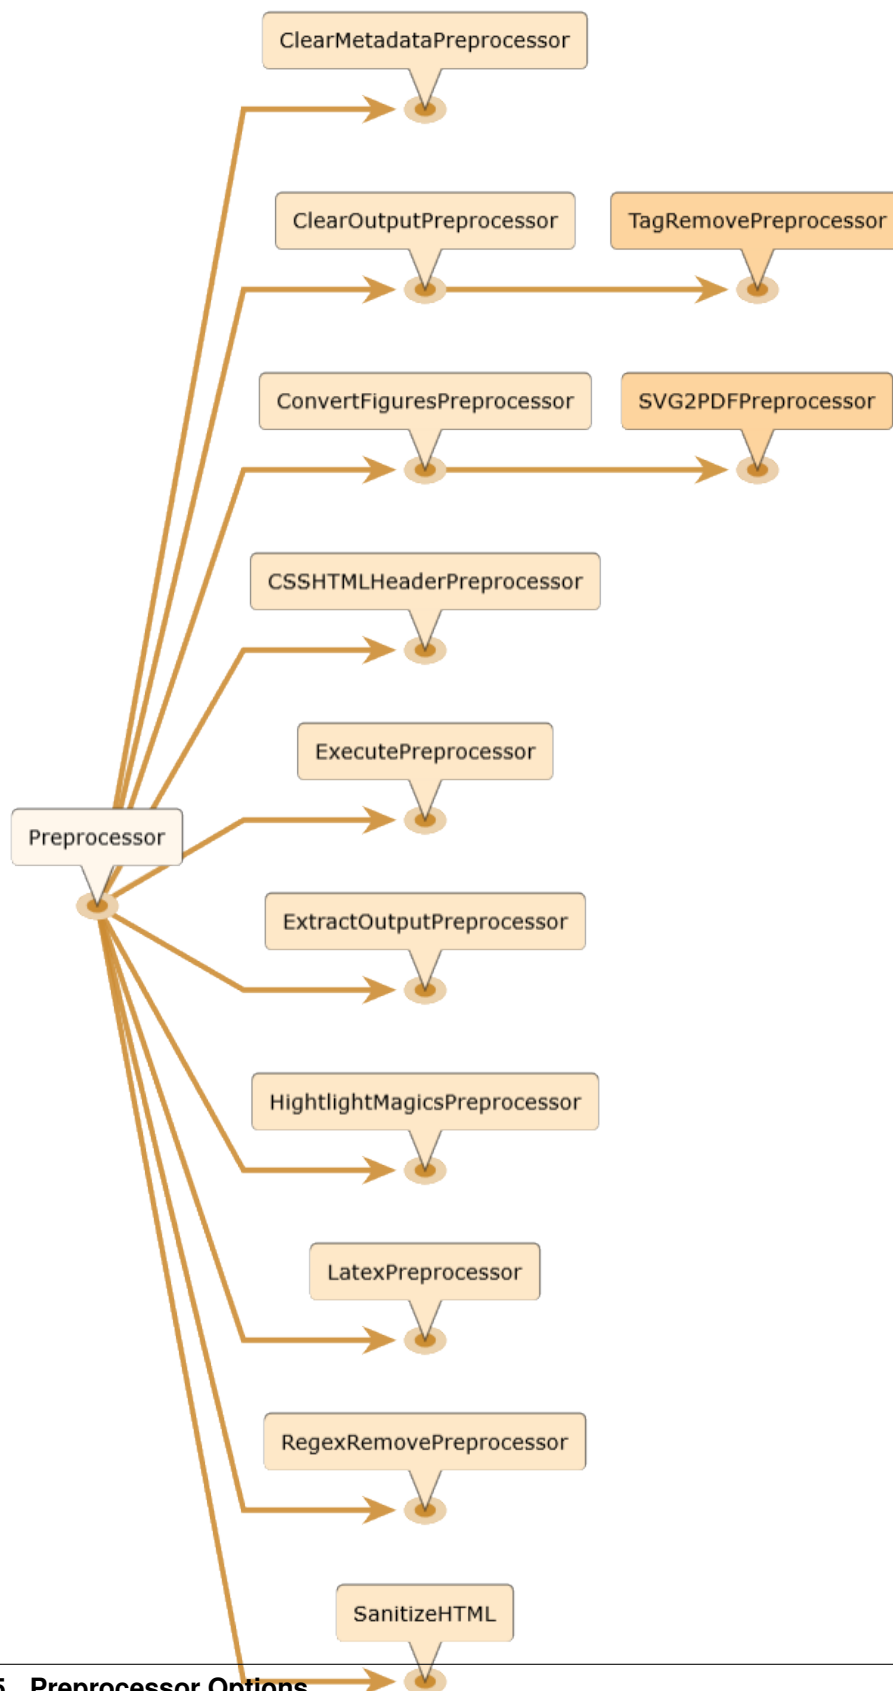 ClearMetadataPreprocessor
ClearOutputPreprocessor
TagRemovePreprocessor
ConvertFiguresPreprocessor
SVG2PDFPreprocessor
CSSHTMLHeaderPreprocessor
ExecutePreprocessor
Preprocessor
ExtractOutputPreprocessor
HightlightMagicsPreprocessor
LatexPreprocessor
RegexRemovePreprocessor
SanitizeHTML
Preprocessor Options